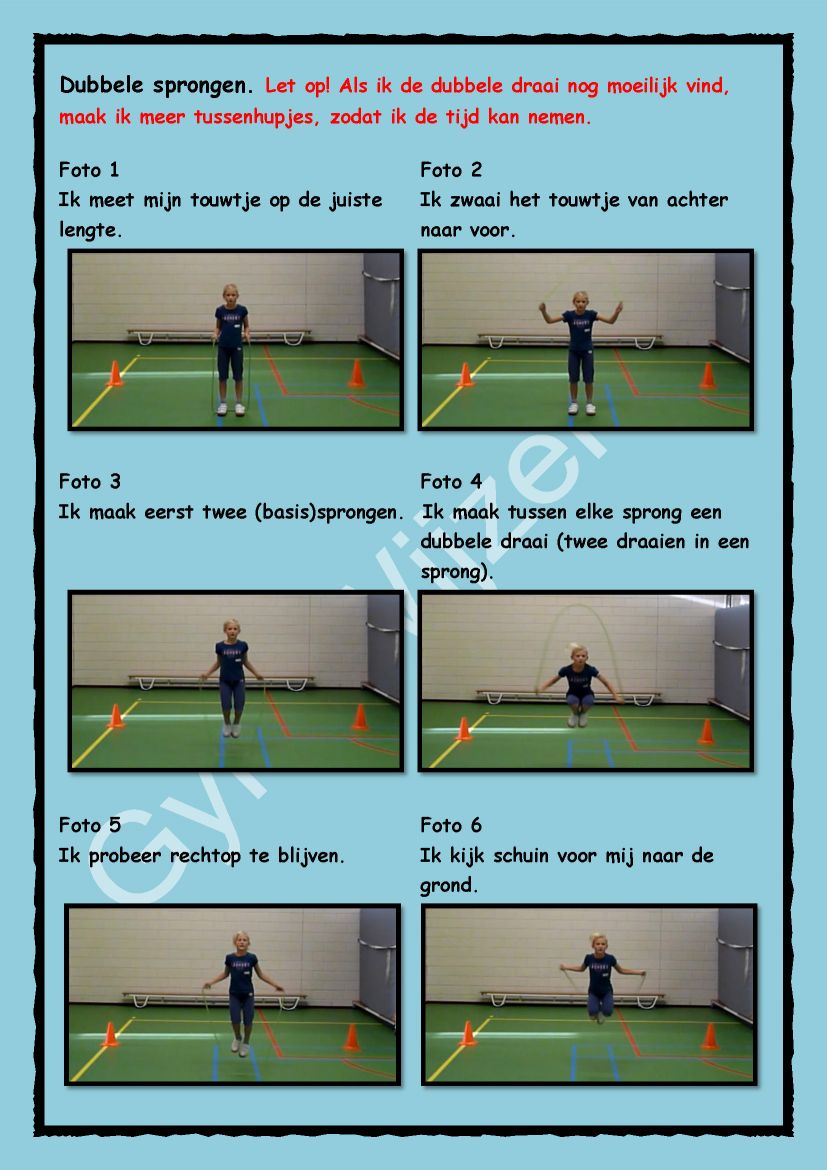 Dubbele sprongen. Let op! Als ik de dubbele draai nog moeilijk vind,
maak ik meer tussenhupjes, zodat ik de tijd kan nemen.
Foto 1
Ik meet mijn touwtje op de juiste
lengte.
Foto 2
Ik zwaai het touwtje van achter
naar voor.
Foto 3
Ik maak eerst twee (basis)sprongen.
Foto 4
Ik maak tussen elke sprong een
dubbele draai (twee draaien in een
sprong).
Foto 5
Ik probeer rechtop te blijven.
Foto 6
Ik kijk schuin voor mij naar de
grond.